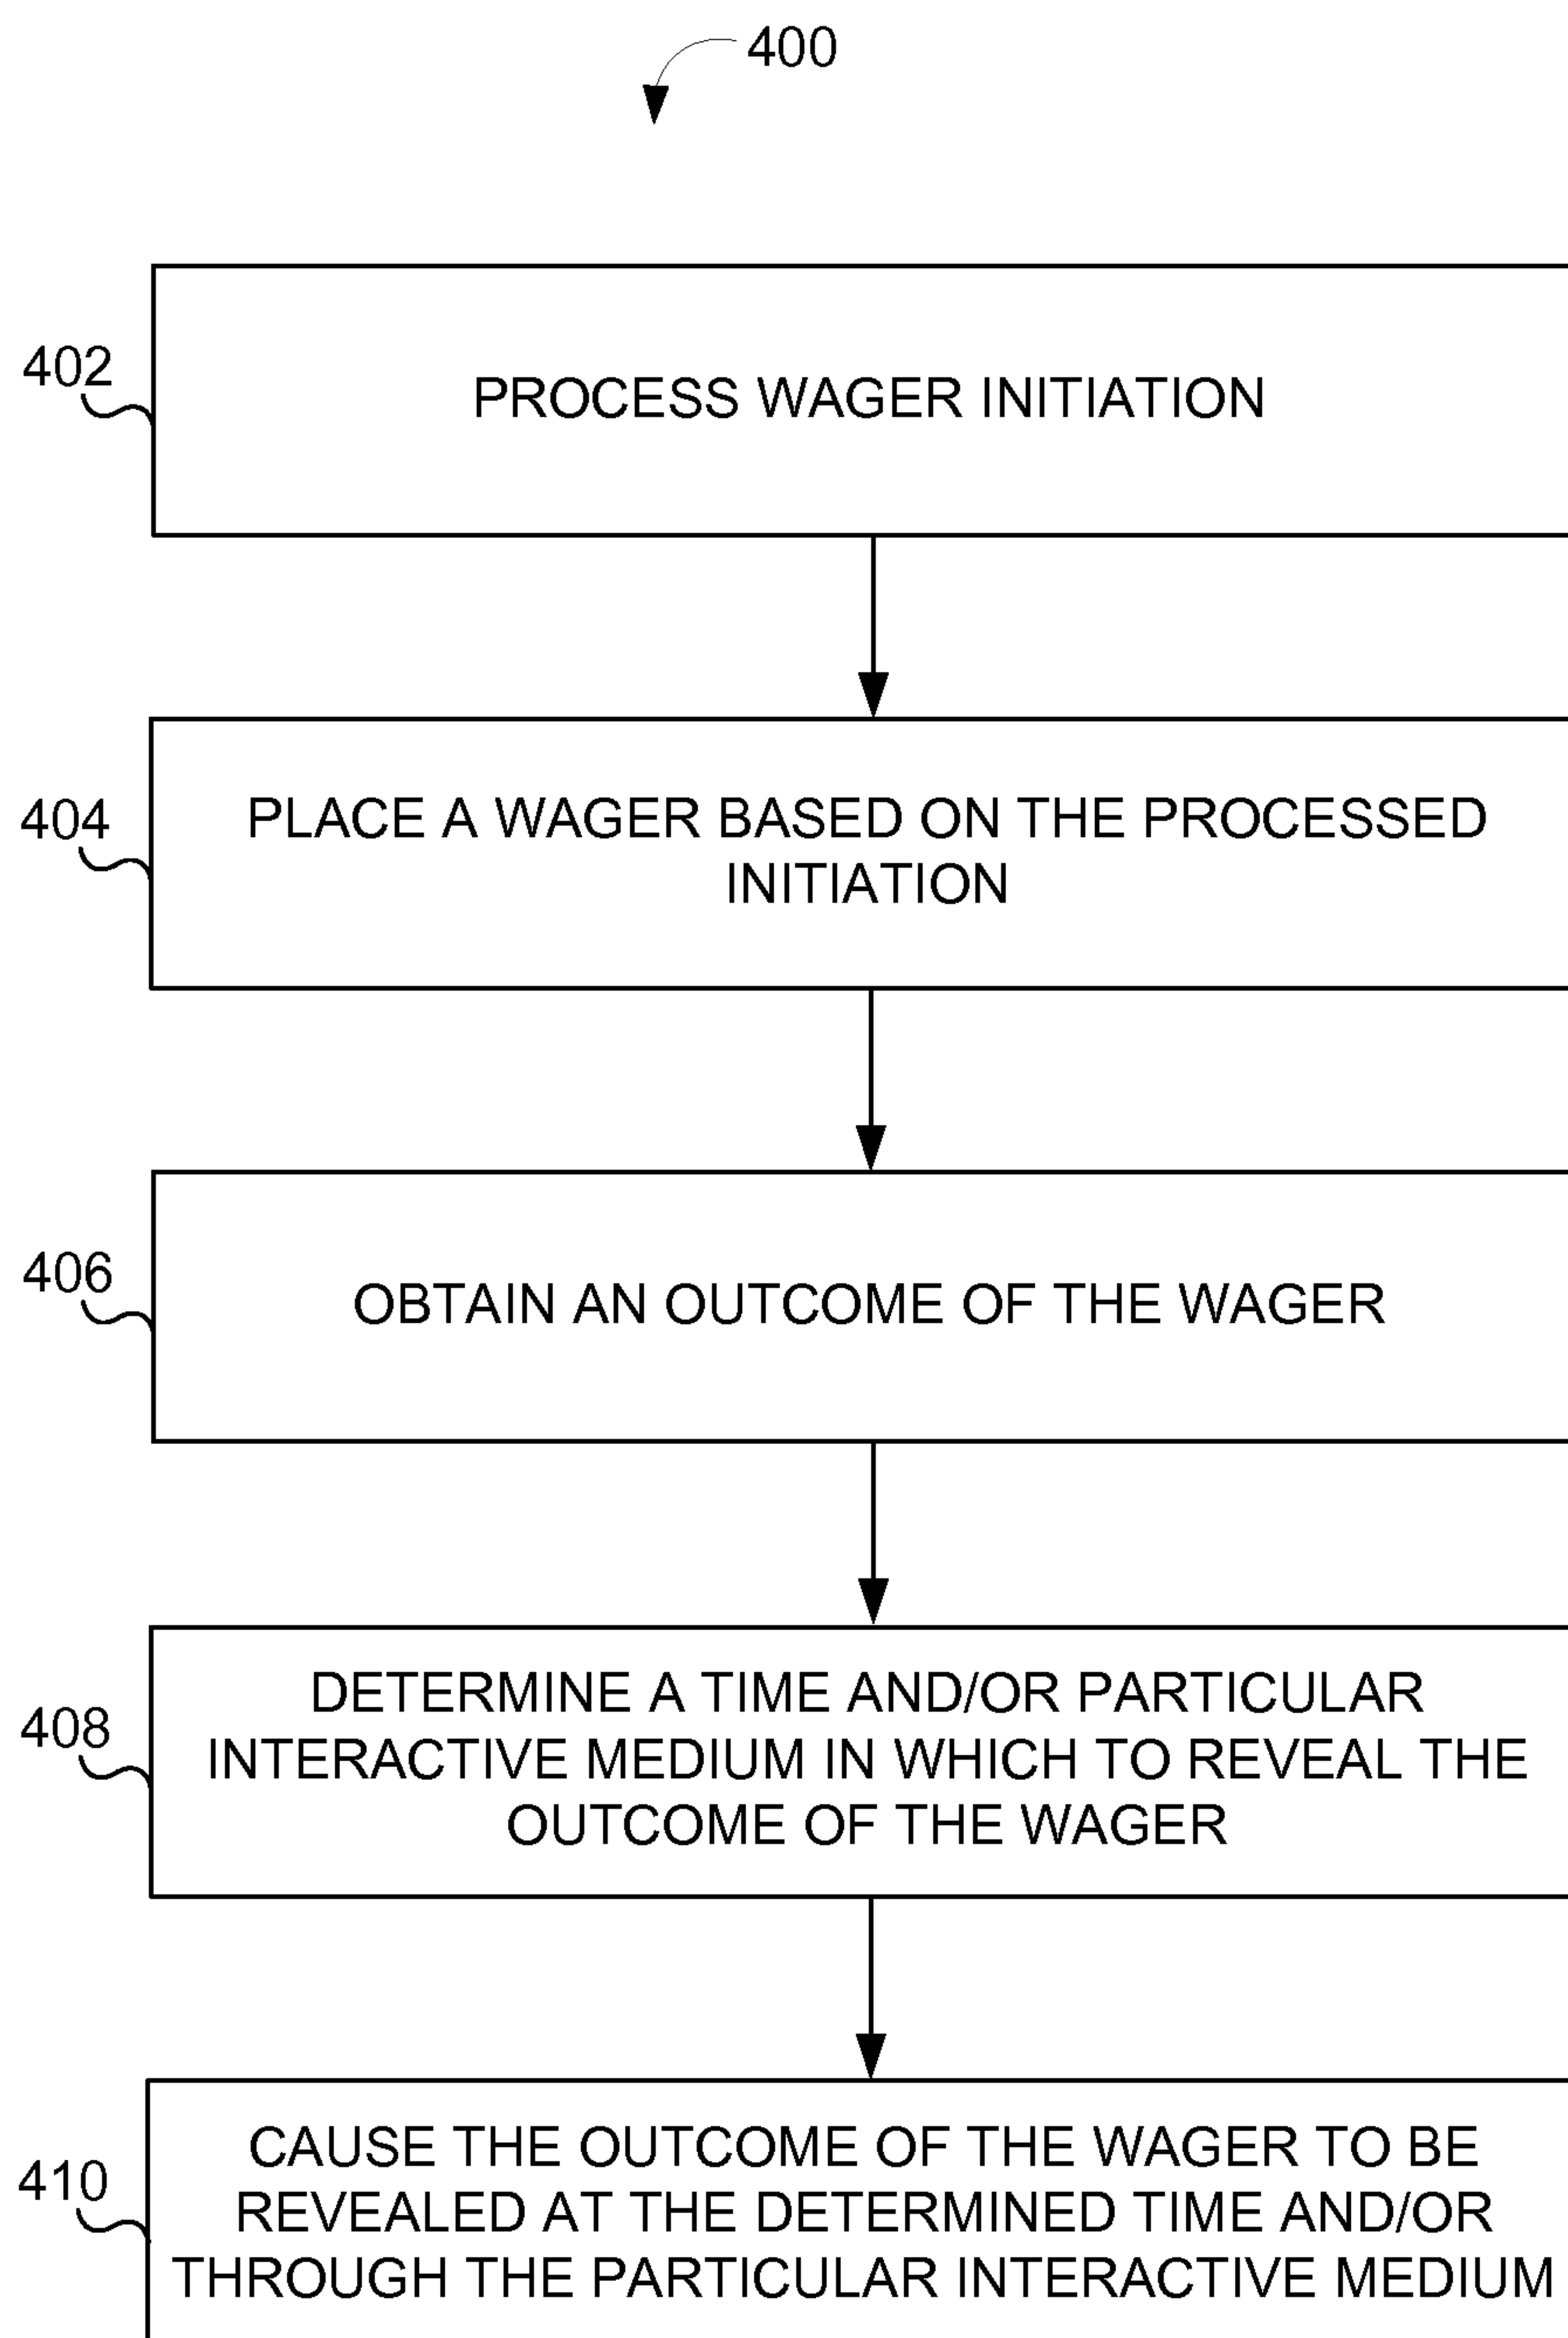 400
402
PROCESS WAGER INITIATION
404
PLACE A WAGER BASED ON THE PROCESSED
INITIATION
406
OBTAIN AN OUTCOME OF THE WAGER
408
DETERMINE A TIME AND/OR PARTICULAR
INTERACTIVE MEDIUM IN WHICH TO REVEAL THE
OUTCOME OF THE WAGER
410
CAUSE THE OUTCOME OF THE WAGER TO BE
REVEALED AT THE DETERMINED TIME AND/OR
THROUGH THE PARTICULAR INTERACTIVE MEDIUM